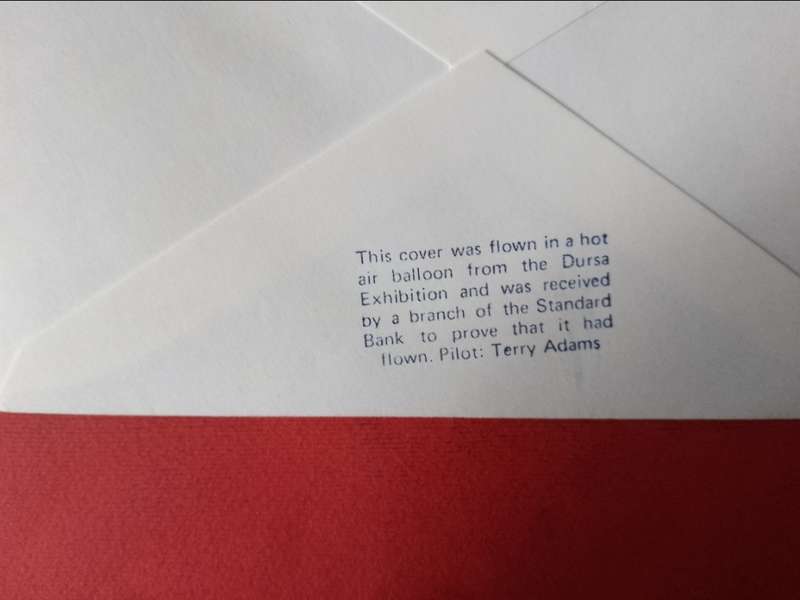 This cover was flown in a hot
air balloon from the Dursa
Exhibition and was received
by a branch of the Standard
Bank to prove that it had
flown. Pilot: Terry Adams